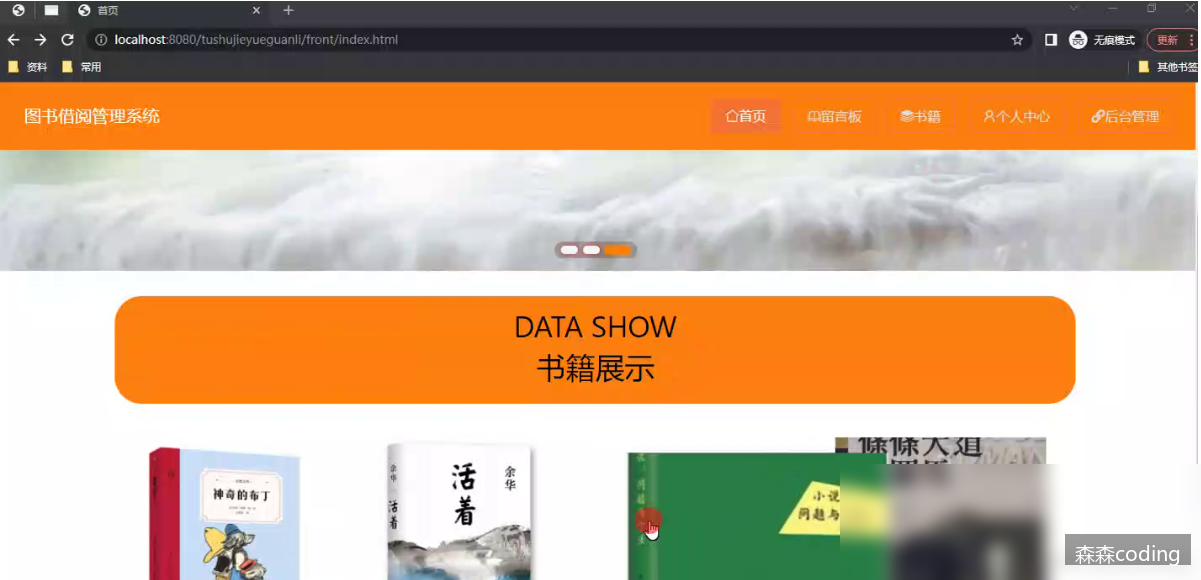 首页
localhost:8080/tushujieyueguanli/front/index.html
无痕模式
更新
资料
常用
其他书签
图书借阅管理系统
首页
留言板
书籍
个人中心
后台管理
DATA SHOW
书籍展示
神奇的布丁
余华
活着
余华
活着
小说
问题与
條條大道
森森coding